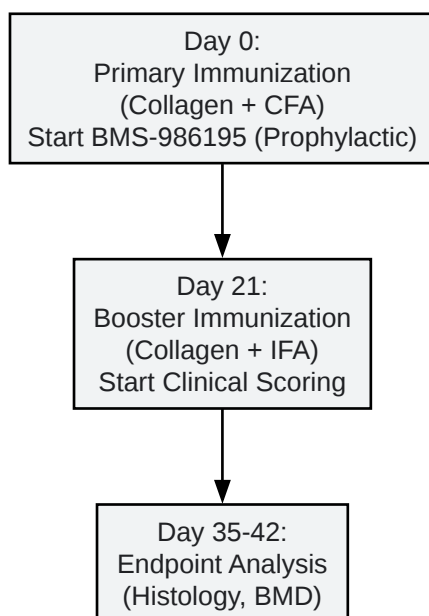 Day 0:
Primary Immunization
(Collagen + CFA)
Start BMS-986195 (Prophylactic)
Day 21:
Booster Immunization
(Collagen + IFA)
Start Clinical Scoring
Day 35-42:
Endpoint Analysis
(Histology, BMD)